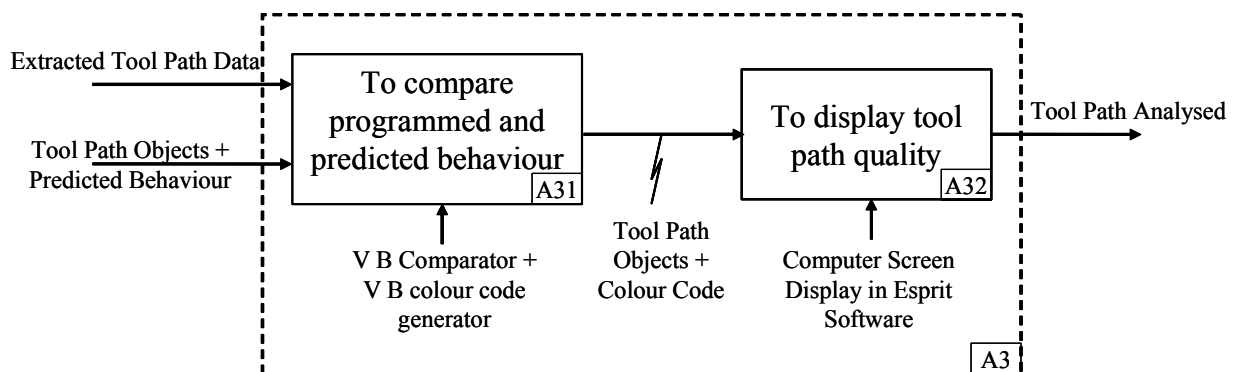 Extracted Tool Path Data
Tool Path Objects +
Predicted Behaviour
To compare
programmed and
predicted behaviour
A31
V B Comparator +
V B colour code
generator
Tool Path
Objects +
Colour Code
To display tool
path quality
A32
Computer Screen
Display in Esprit
Software
Tool Path Analysed
A3